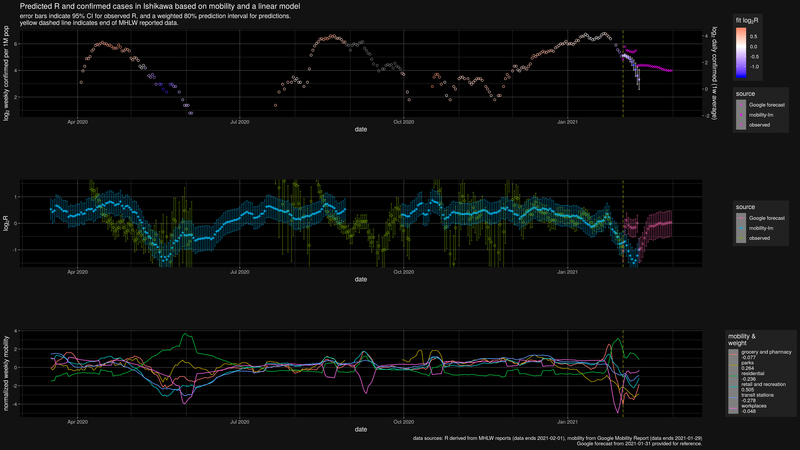 Predicted R and confirmed cases in Ishikawa based on mobility and a linear model
error bars indicate 95% CI for observed R, and a weighted 80% prediction interval for predictions.
yellow dashed line indicates end of MHLW reported data.
log₂ weekly confirmed per 1M pop
6
4
2
log₂ daily confirmed (1w average)
4
2
0
-2
Apr 2020
Jul 2020
Oct 2020
Jan 2021
date
fit log₂R
0.5
0.0
-0.5
-1.0
source
Google forecast
mobility-lm
observed
log₂R
1
0
-1
Apr 2020
Jul 2020
Oct 2020
Jan 2021
date
source
Google forecast
mobility-lm
observed
normalized weekly mobility
4
2
0
-2
-4
Apr 2020
Jul 2020
Oct 2020
Jan 2021
date
mobility &
weight
grocery and pharmacy
-0.077
parks
0.264
residential
-0.236
retail and recreation
0.505
transit stations
-0.278
workplaces
-0.048
data sources: R derived from MHLW reports (data ends 2021-02-01), mobility from Google Mobility Report (data ends 2021-01-29)
Google forecast from 2021-01-31 provided for reference.